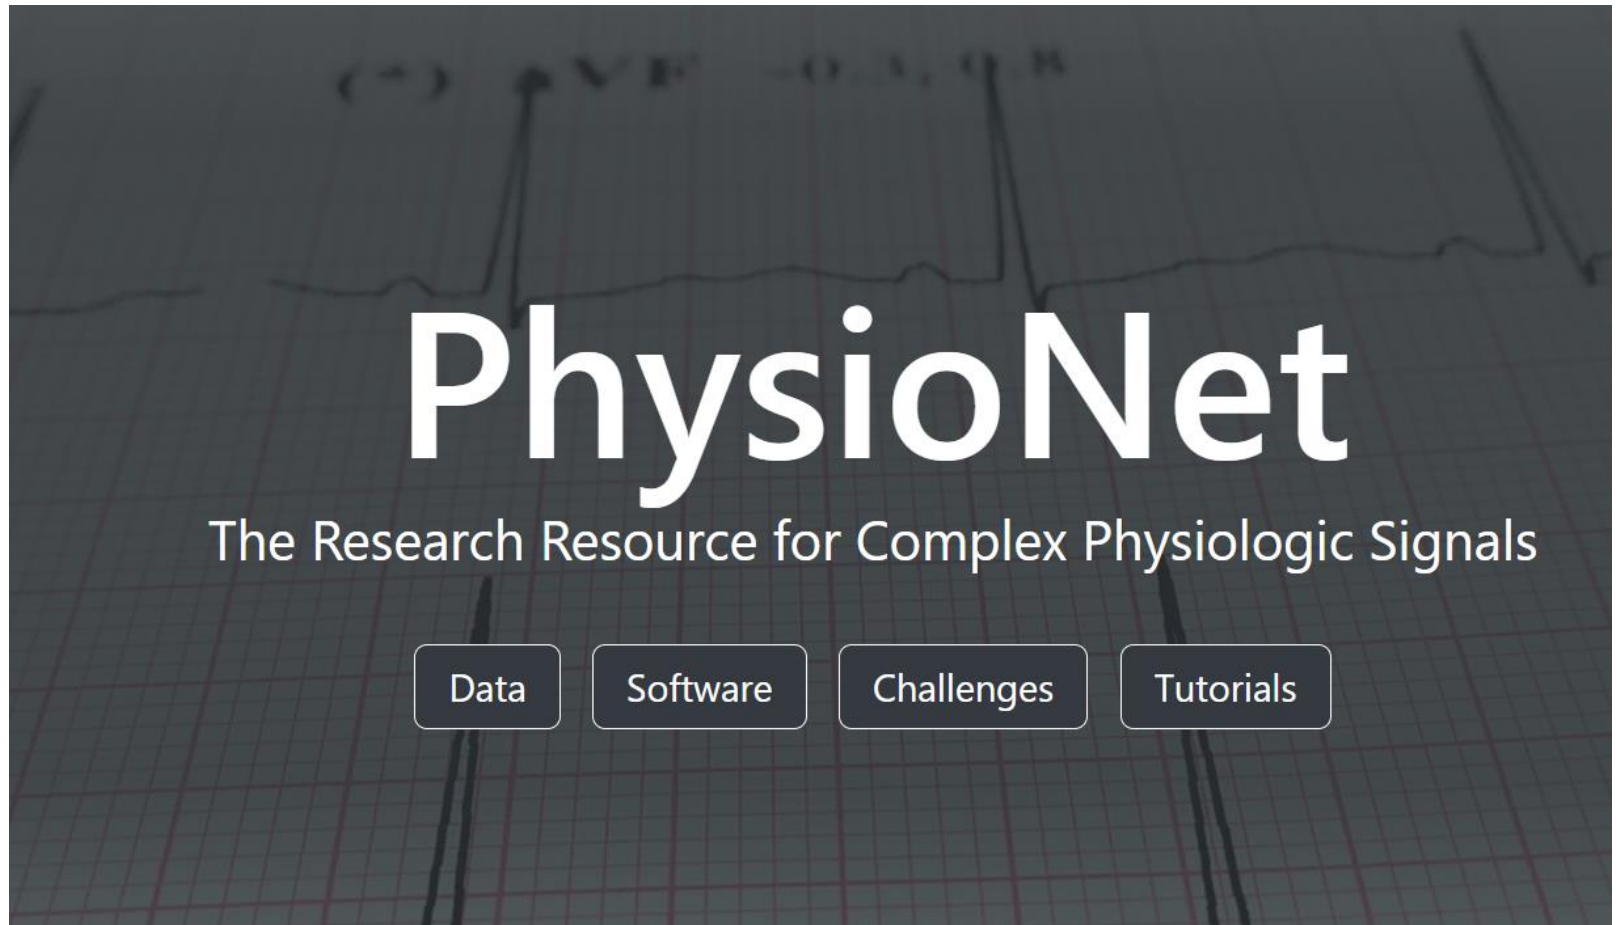 PhysioNet
The Research Resource for Complex Physiologic Signals
Data
Software
Challenges
Tutorials